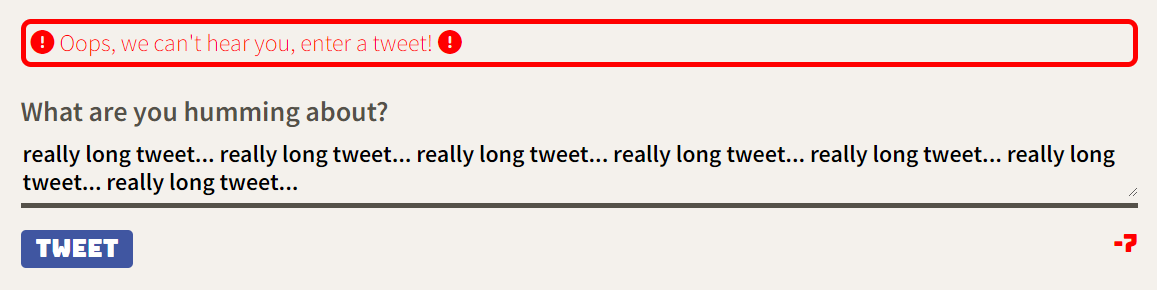 Oops, we can't hear you, enter a tweet!
What are you humming about?
really long tweet... really long tweet... really long tweet... really long tweet... really long tweet... really long
tweet... really long tweet...
TWEET
-7